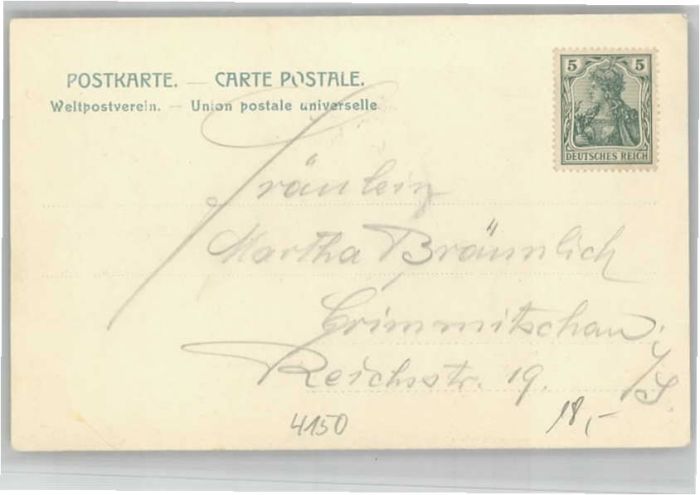 POSTKARTE. — CARTE POSTALE.
Weltpostverein. — Union postale universelle.
5 5
DEUTSCHES REICH
Fräulein
Martha Bräunlich
Crimmitschau i/S.
Reichsstr. 19.
4150
18,-